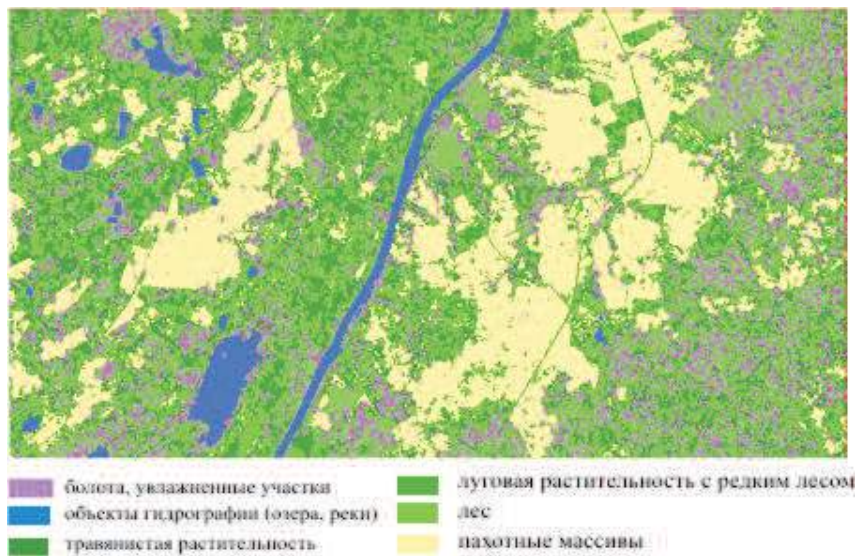 болота, увлажненные участки
объекты гидрографии (озера, реки)
травянистая растительность
луговая растительность с редким лесом
лес
пахотные массивы